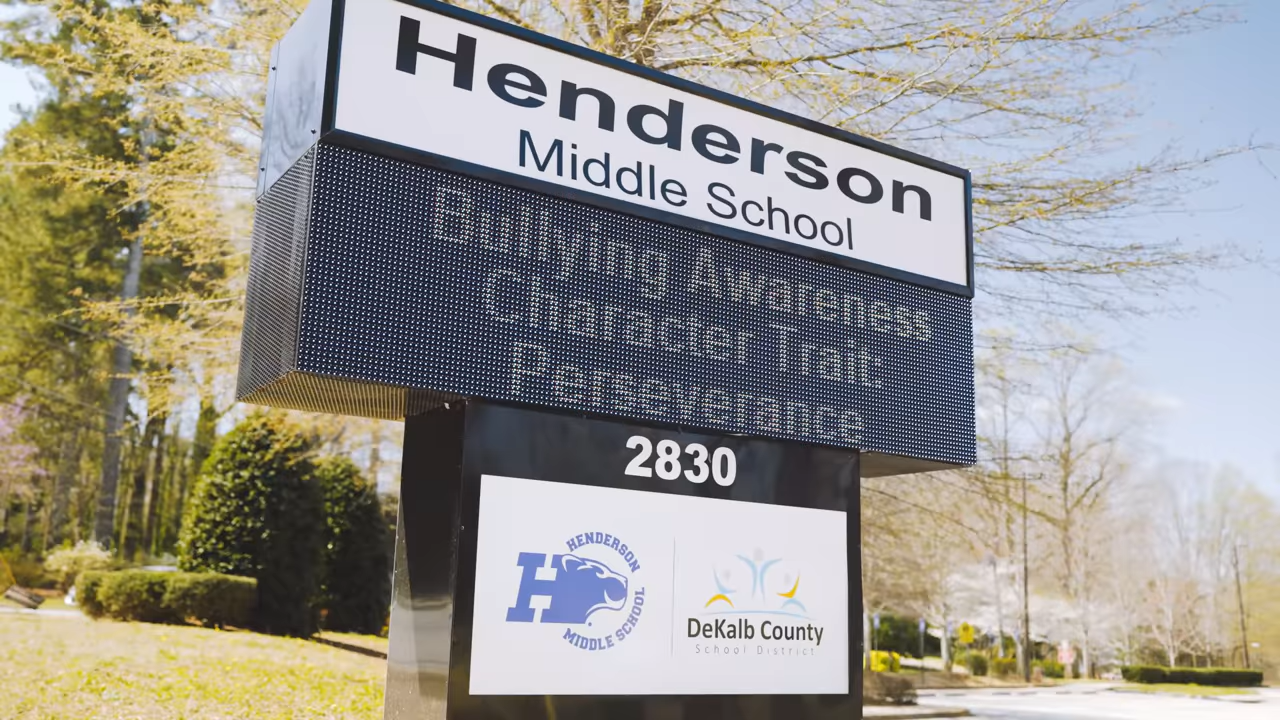 Henderson
Middle School
Bullying Awareness
Character Trait:
Perseverance
2830
HENDERSON
H
MIDDLE SCHOOL
DeKalb County
School District